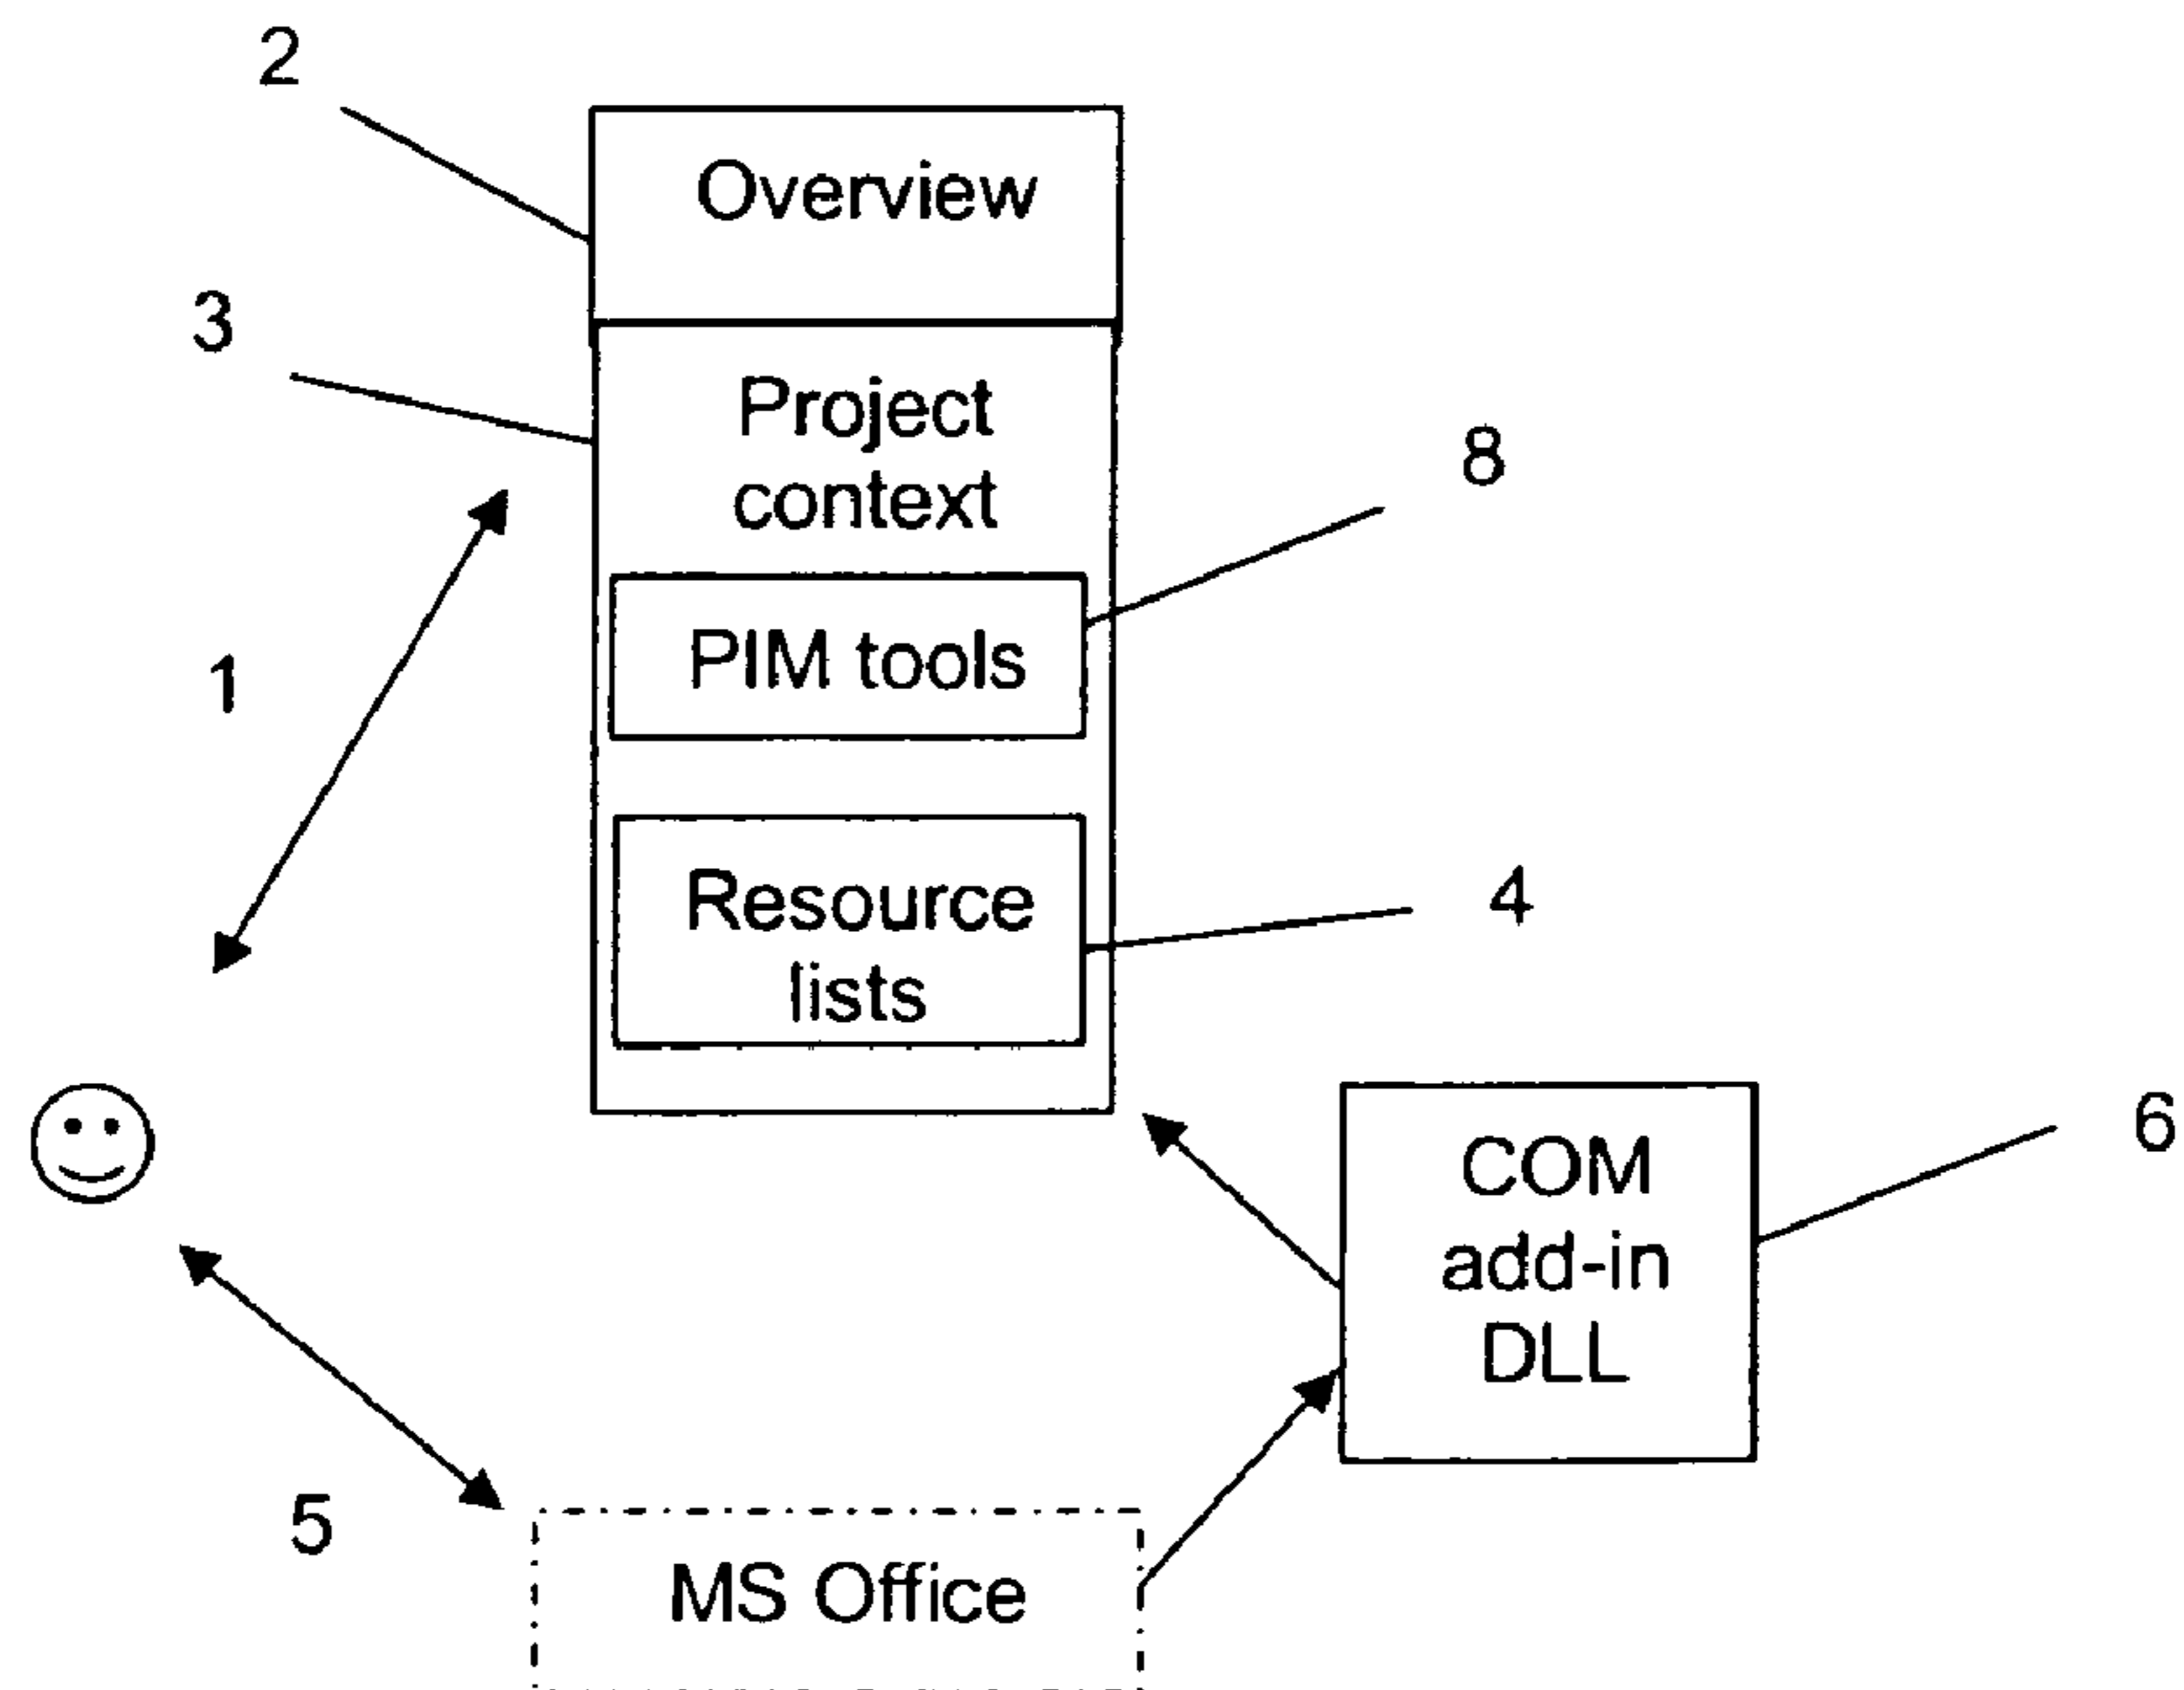 2
Overview
3
Project
context
8
1
PIM tools
Resource
lists
4
COM
add-in
DLL
6
5
MS Office